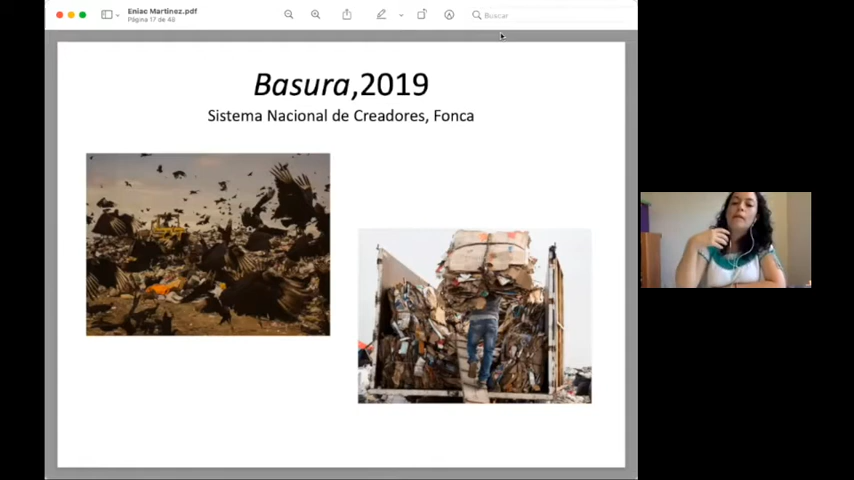 Eniac Martinez.pdf
Página 17 de 48
Buscar
Basura,2019
Sistema Nacional de Creadores, Fonca